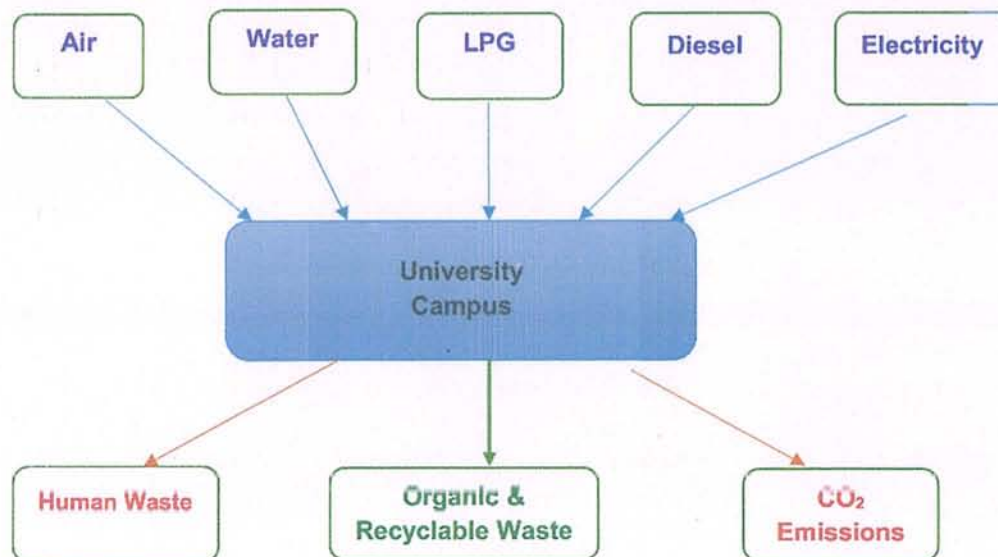 Air
Water
LPG
Diesel
Electricity
University
Campus
Human Waste
Organic &
Recyclable Waste
CO₂
Emissions